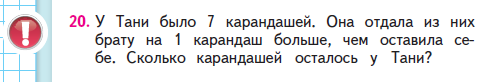 20. У Тани было 7 карандашей. Она отдала из них
брату на 1 карандаш больше, чем оставила се-
бе. Сколько карандашей осталось у Тани?